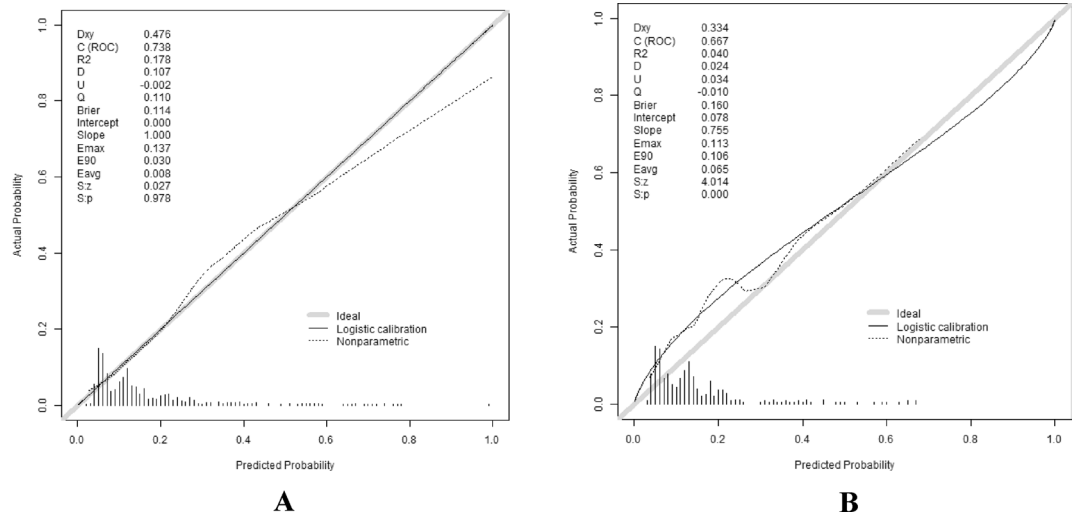 Dxy 0.476
C (ROC) 0.738
R2 0.178
D 0.107
U -0.002
Q 0.110
Brier 0.114
Intercept 0.000
Slope 1.000
Emax 0.137
E90 0.030
Eavg 0.008
S:z 0.027
S:p 0.978
Actual Probability
0.0 0.2 0.4 0.6 0.8 1.0
Ideal
Logistic calibration
Nonparametric
0.0 0.2 0.4 0.6 0.8 1.0
Predicted Probability
A
Dxy 0.334
C (ROC) 0.667
R2 0.040
D 0.024
U 0.034
Q -0.010
Brier 0.160
Intercept 0.078
Slope 0.755
Emax 0.113
E90 0.106
Eavg 0.065
S:z 4.014
S:p 0.000
Actual Probability
0.0 0.2 0.4 0.6 0.8 1.0
Ideal
Logistic calibration
Nonparametric
0.0 0.2 0.4 0.6 0.8 1.0
Predicted Probability
B